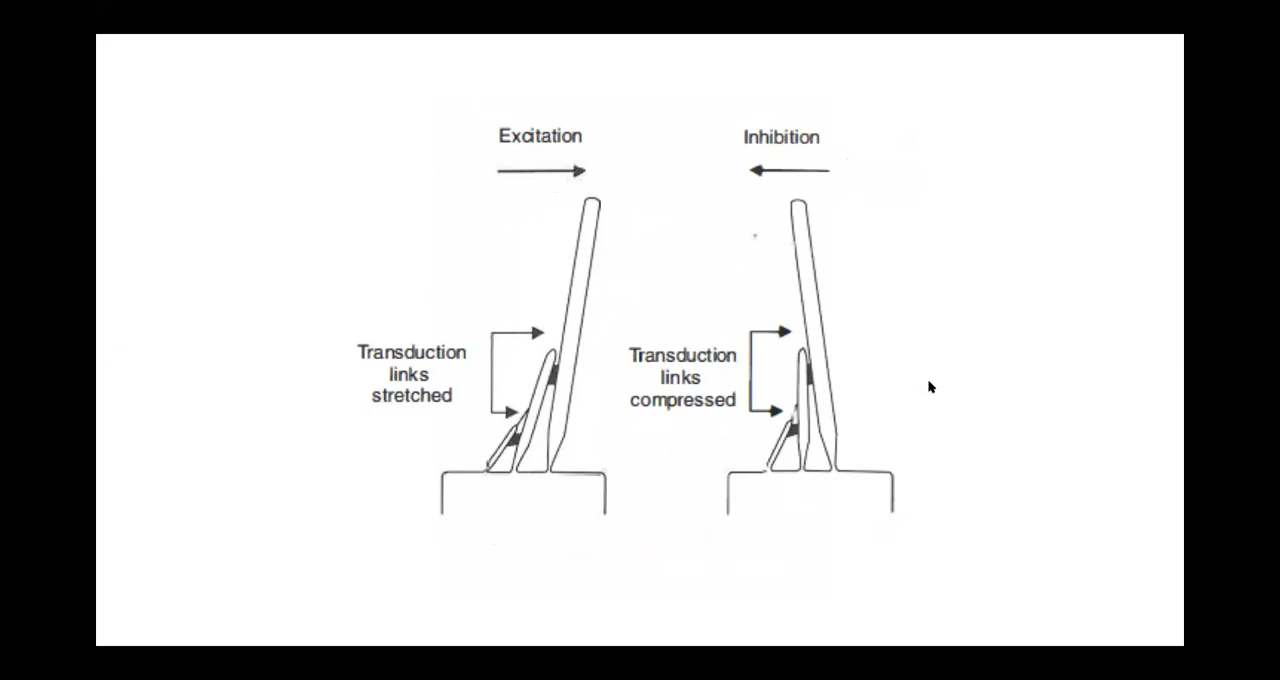 Excitation
Inhibition
Transduction
links
stretched
Transduction
links
compressed